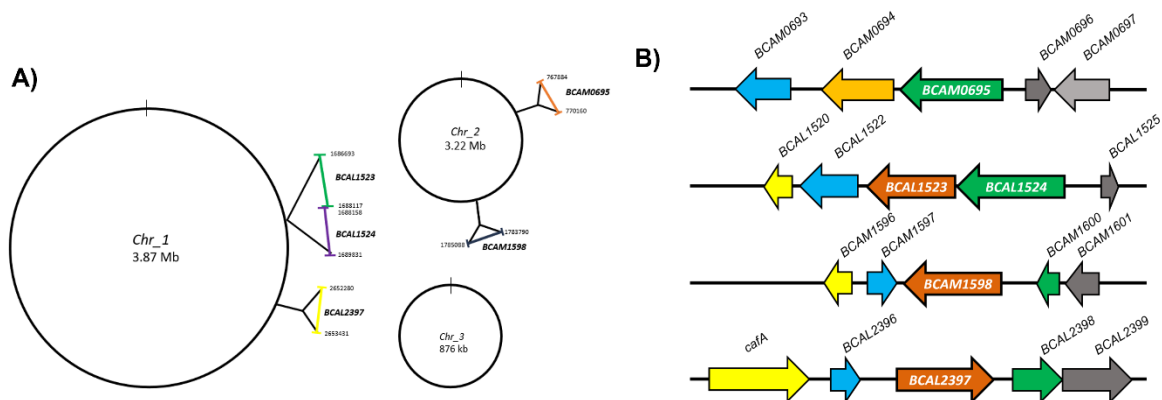 A)
Chr_1
3.87 Mb
1686693
BCAL1523
1688117
1688158
BCAL1524
1689831
2652280
BCAL2397
2653431
Chr_2
3.22 Mb
767884
BCAM0695
770160
1783790
1785088
BCAM1598
Chr_3
876 kb
B)
BCAM0693
BCAM0694
BCAM0695
BCAM0696
BCAM0697
BCAL1520
BCAL1522
BCAL1523
BCAL1524
BCAL1525
BCAM1596
BCAM1597
BCAM1598
BCAM1600
BCAM1601
cafA
BCAL2396
BCAL2397
BCAL2398
BCAL2399